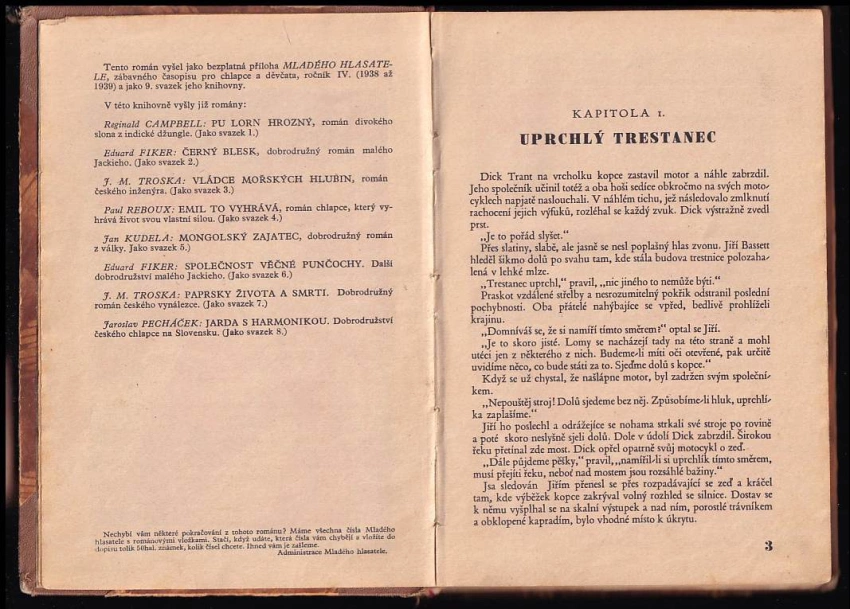 Tento román vyšel jako bezplatná příloha MLADÉHO HLASATE-
LE, zábavného časopisu pro chlapce a děvčata, ročník IV. (1938 až
1939) a jako 9. svazek jeho knihovny.
V této knihovně vyšly již romány:
Reginald CAMPBELL: PU LORN HROZNÝ, román divokého
slona z indické džungle. (Jako svazek 1.)
Eduard FIKER: ČERNÝ BLESK, dobrodružný román malého
Jackieho. (Jako svazek 2.)
J. M. TROSKA: VLÁDCE MOŘSKÝCH HLUBIN, román
českého inženýra. (Jako svazek 3.)
Paul REBOUX: EMIL TO VYHRÁVÁ, román chlapce, který vy-
hrává život svou vlastní silou. (Jako svazek 4.)
Jan KUDELA: MONGOLSKÝ ZAJATEC, dobrodružný román
z války. (Jako svazek 5.)
Eduard FIKER: SPOLEČNOST VĚČNÉ PUNČOCHY. Další
dobrodružství malého Jackieho. (Jako svazek 6.)
J. M. TROSKA: PAPRSKY ŽIVOTA A SMRTI. Dobrodružný
román českého vynálezce. (Jako svazek 7.)
Jaroslav PECHÁČEK: JARDA S HARMONIKOU. Dobrodružství
českého chlapce na Slovensku. (Jako svazek 8.)
Nechybí vám některé pokračování z tohoto románu? Máme všechna čísla Mladého
hlasatele s románovými vložkami. Stačí, když udáte, která čísla vám chybějí a vložíte do
dopisu tolik 80hal. známek, kolik čísel chcete. Ihned vám je zašleme.
Administrace Mladého hlasatele.
KAPITOLA 1.
UPRCHLÝ TRESTANEC
Dick Trant na vrcholku kopce zastavil motor a náhle zabrzdil.
Jeho společník učinil totéž a oba hoši sedíce obkročmo na svých moto-
cyklech napjatě naslouchali. V náhlém tichu, jež následovalo zmlknutí
rachocení jejich výfuků, rozléhal se každý zvuk. Dick výstražně zvedl
prst.
„Je to pořád slyšet."
Přes slatiny, slabě, ale jasně se nesl poplašný hlas zvonu. Jiří Bassett
hleděl šikmo dolů po svahu tam, kde stála budova trestnice polozaha-
lená v lehké mlze.
„Trestanec uprchl," pravil, „nic jiného to nemůže býti."
Praskot vzdálené střelby a nesrozumitelný pokřik odstranil poslední
pochybnosti. Oba přátelé nahýbajíce se vpřed, bedlivě prohlíželi
krajinu.
„Domníváš se, že si namíří tímto směrem?" optal se Jiří.
„Je to skoro jisté. Lomy se nacházejí tady na této straně a mohl
utéci jen z některého z nich. Budeme-li míti oči otevřené, pak určitě
uvidíme něco, co bude státi za to. Sjeďme dolů s kopce."
Když se už chystal, že našlápne motor, byl zadržen svým společní-
kem.
„Nepouštěj stroj! Dolů sjedeme bez něj. Způsobíme-li hluk, uprchlí-
ka zaplašíme."
Jiří ho poslechl a odrážejíce se nohama strkali své stroje po rovině
a poté skoro neslyšně sjeli dolů. Dole v údolí Dick zabrzdil. Širokou
řeku přetínal zde most. Dick opřel opatrně svůj motocykl o zeď.
„Dále půjdeme pěšky," pravil, „namířil-li si uprchlík tímto směrem,
musí přejíti řeku, neboť nad mostem jsou rozsáhlé bažiny."
Jsa sledován Jiřím přenesl se přes rozpadávající se zeď a kráčel
tam, kde výběžek kopce zakrýval volný rozhled se silnice. Dostav se
k němu vyšplhal se na skalní výstupek a nad ním, porostlé trávníkem
a obklopené kapradím, bylo vhodné místo k úkrytu.
3